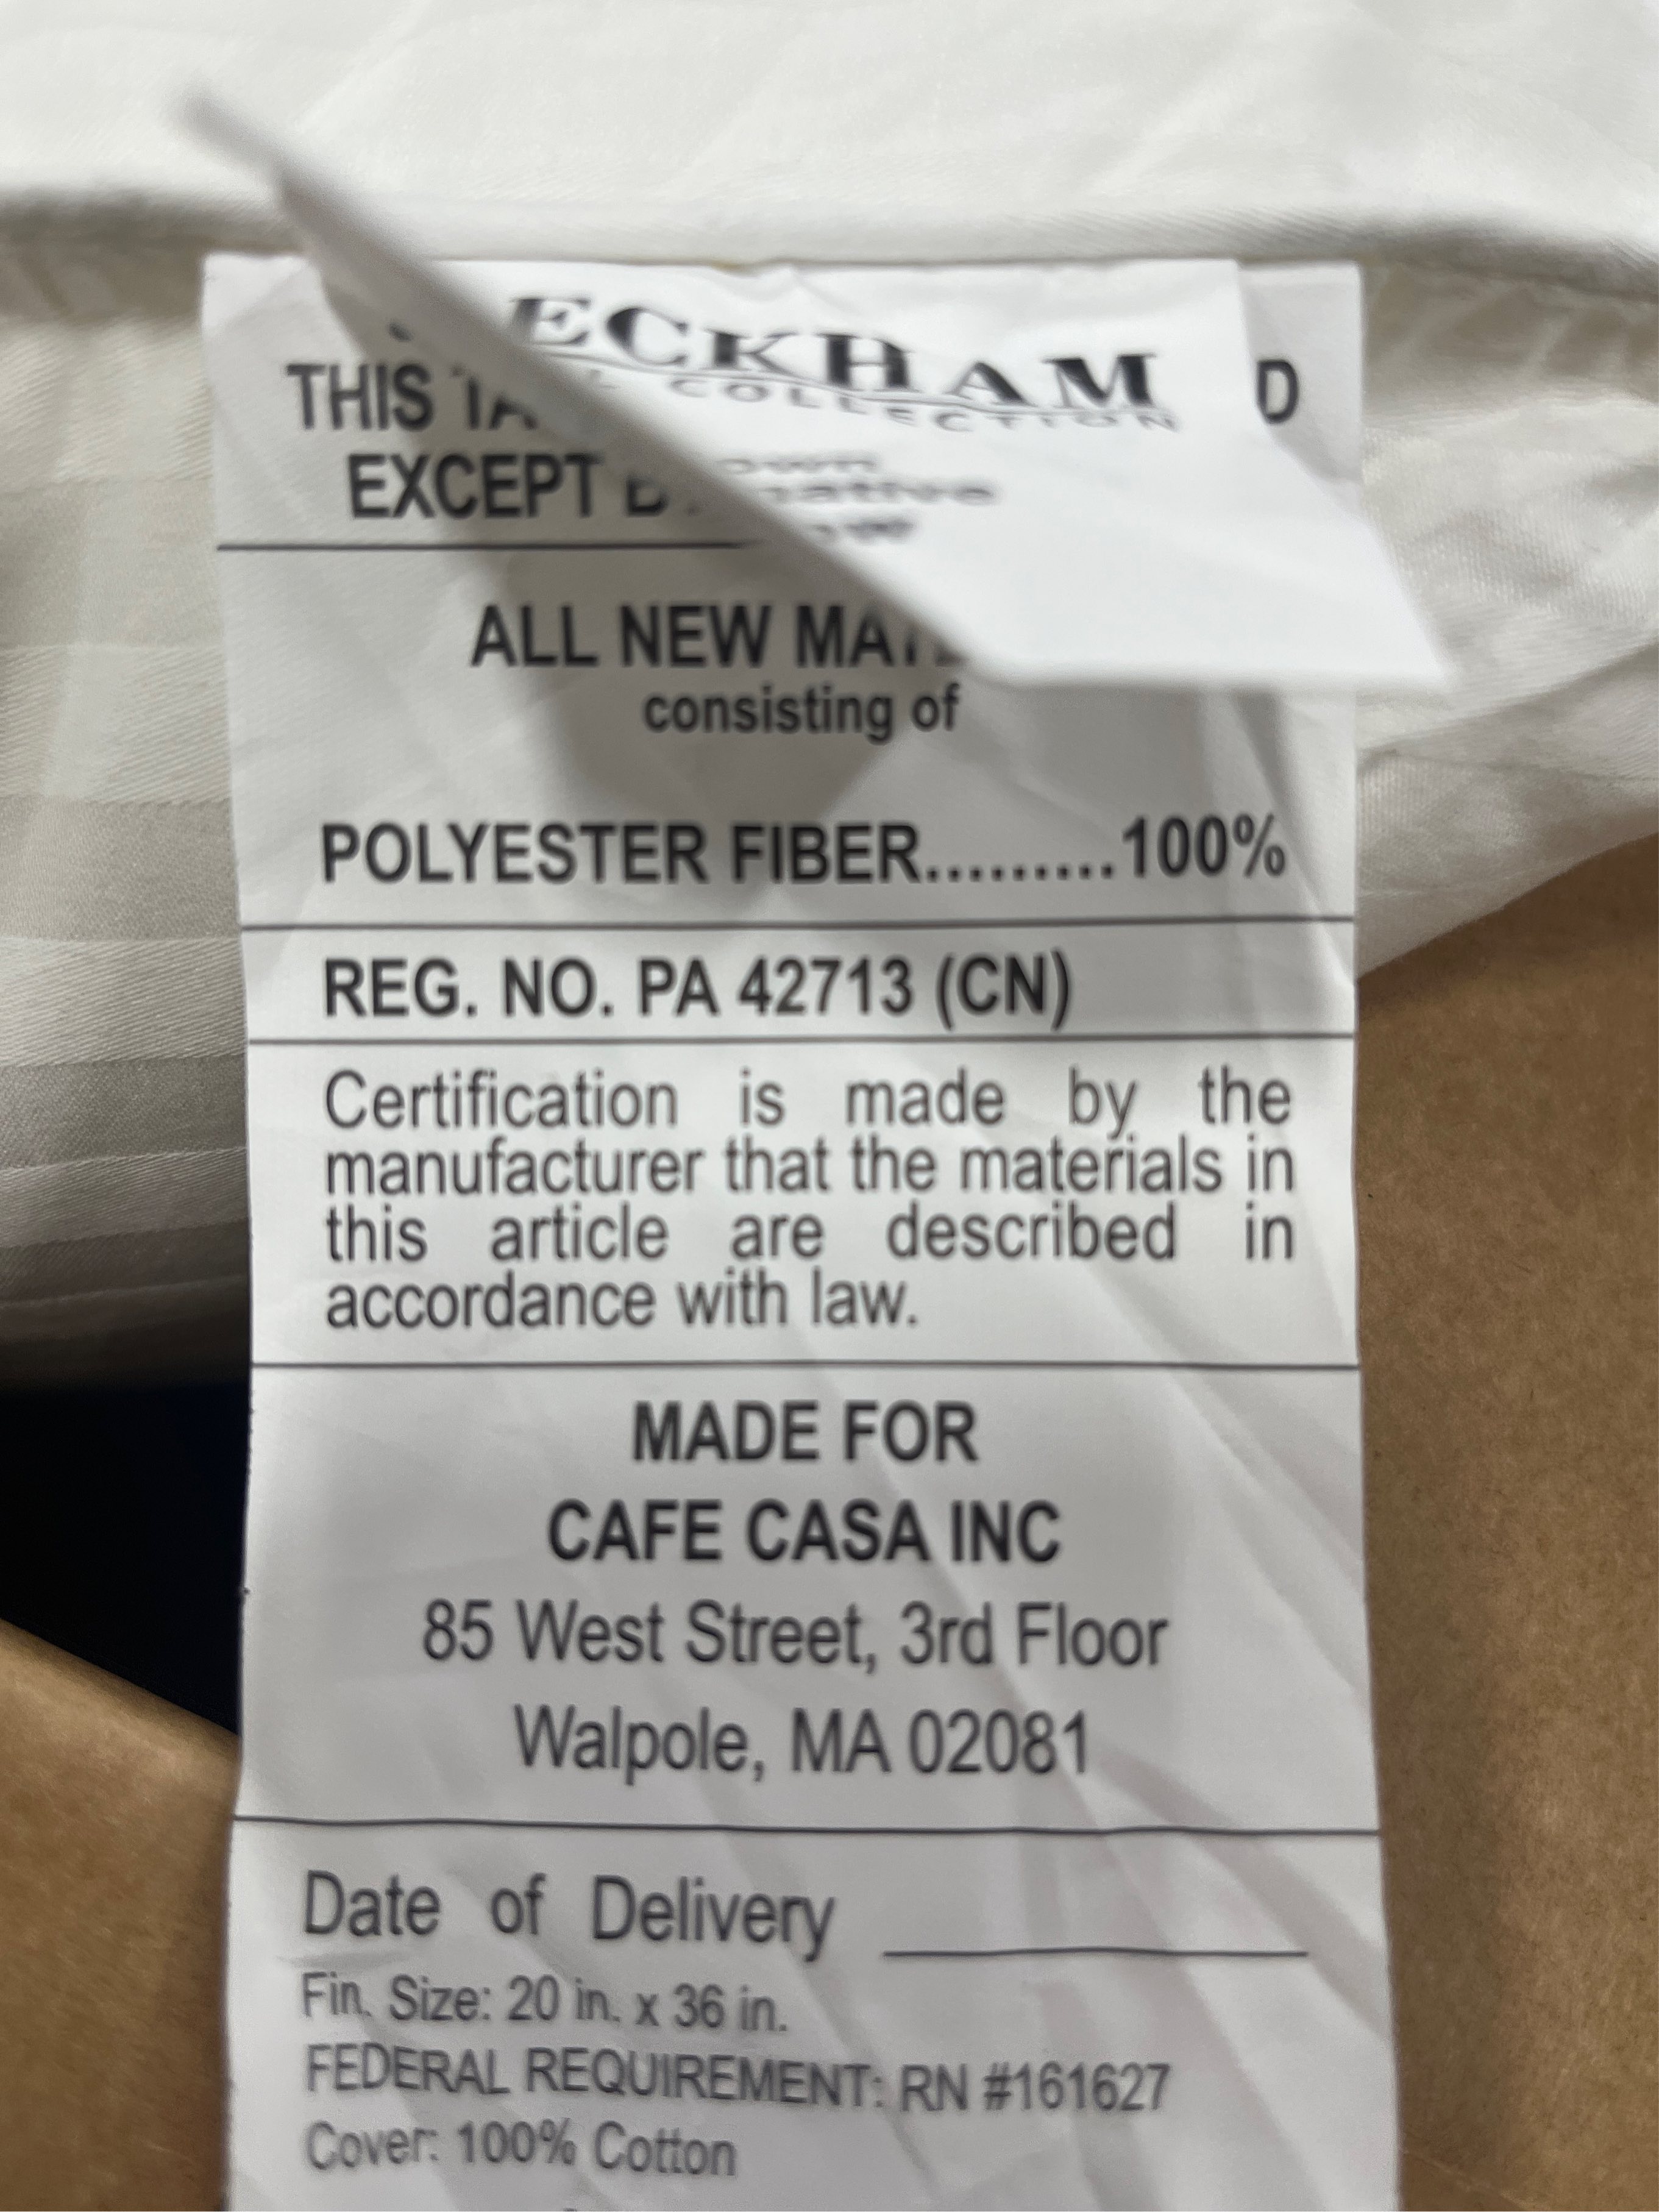 ECKHAM
COLLECTION
THIS TA D
EXCEPT
ALL NEW
consisting of
POLYESTER FIBER.........100%
REG. NO. PA 42713 (CN)
Certification is made by the
manufacturer that the materials in
this article are described in
accordance with law.
MADE FOR
CAFE CASA INC
85 West Street, 3rd Floor
Walpole, MA 02081
Date of Delivery
Fin. Size: 20 in. x 36 in.
FEDERAL REQUIREMENT: RN #161627
Cover: 100% Cotton